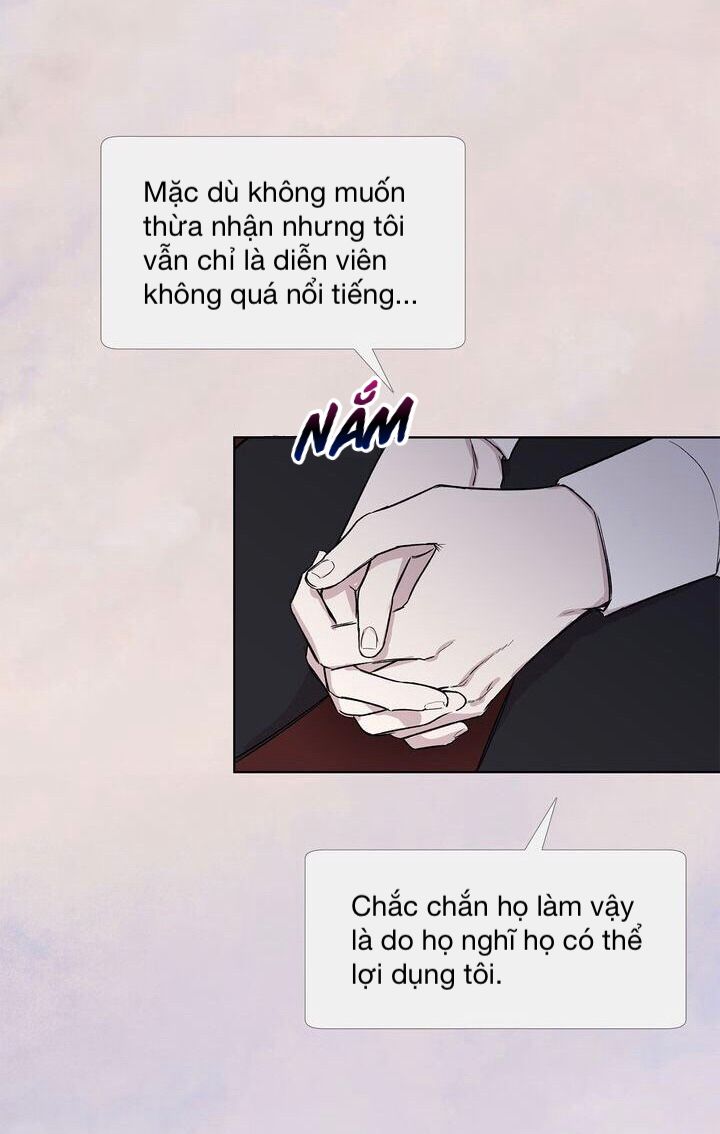 Mặc dù không muốn
thừa nhận nhưng tôi
vẫn chỉ là diễn viên
không quá nổi tiếng...
NẮM
Chắc chắn họ làm vậy
là do họ nghĩ họ có thể
lợi dụng tôi.